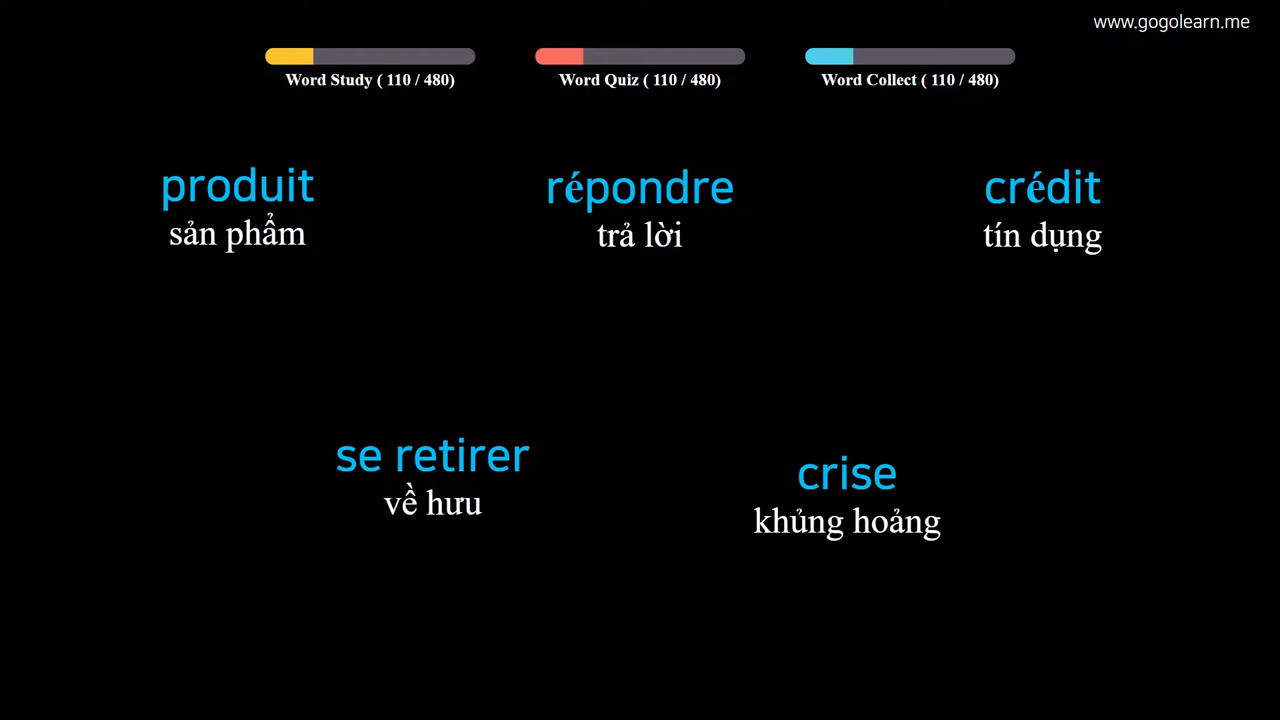 www.gogolearn.me
Word Study ( 110 / 480)
Word Quiz ( 110 / 480)
Word Collect ( 110 / 480)
produit
sản phẩm
répondre
trả lời
crédit
tín dụng
se retirer
về hưu
crise
khủng hoảng